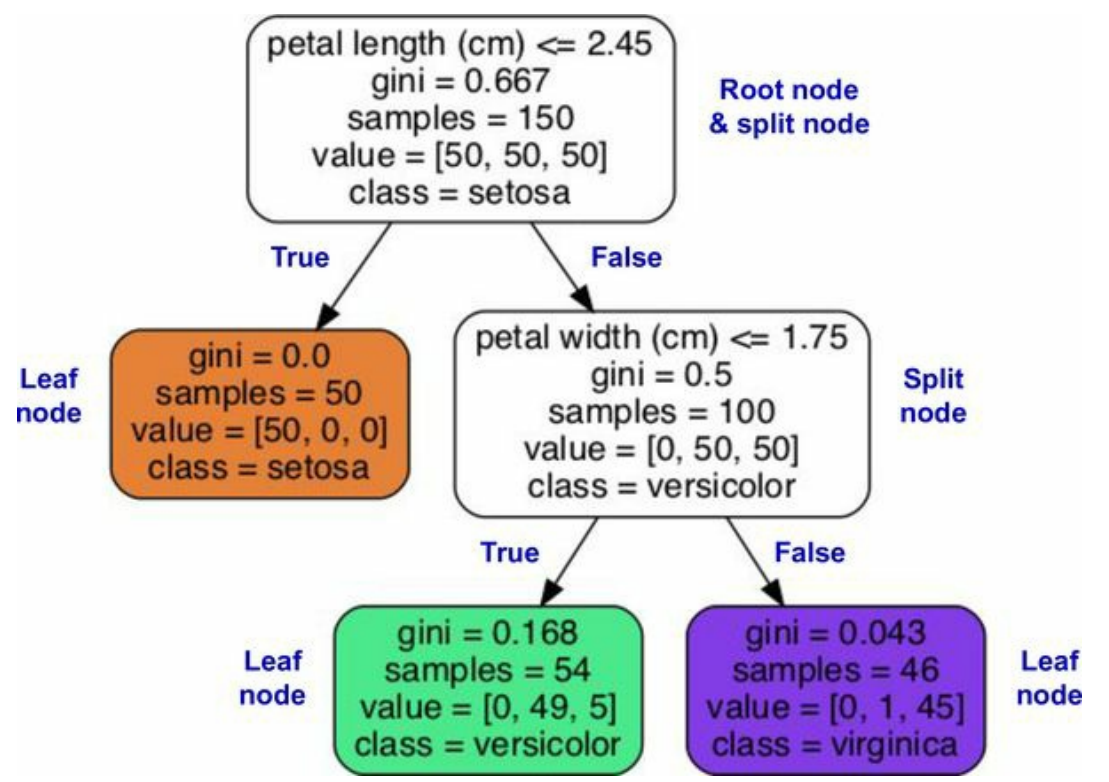 petal length (cm) <= 2.45
gini = 0.667
samples = 150
value = [50, 50, 50]
class = setosa
Root node
& split node
True
False
Leaf
node
gini = 0.0
samples = 50
value = [50, 0, 0]
class = setosa
petal width (cm) <= 1.75
gini = 0.5
samples = 100
value = [0, 50, 50]
class = versicolor
Split
node
True
False
Leaf
node
gini = 0.168
samples = 54
value = [0, 49, 5]
class = versicolor
gini = 0.043
samples = 46
value = [0, 1, 45]
class = virginica
Leaf
node